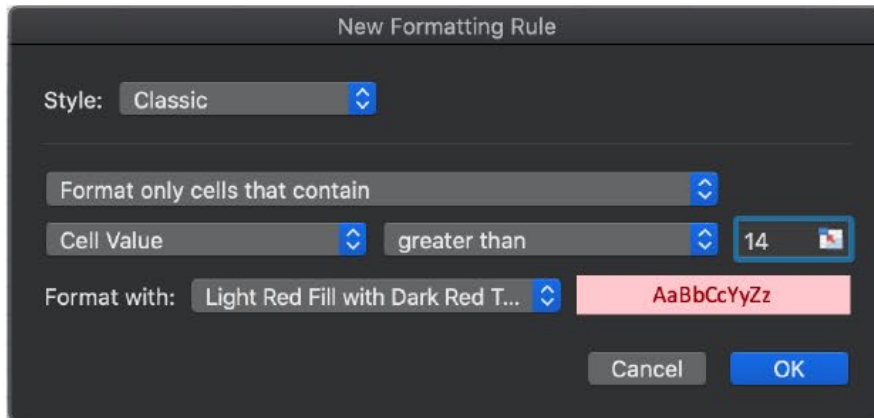 New Formatting Rule
Style: Classic
Format only cells that contain
Cell Value greater than 14
Format with: Light Red Fill with Dark Red T... AaBbCcYyZz
Cancel OK